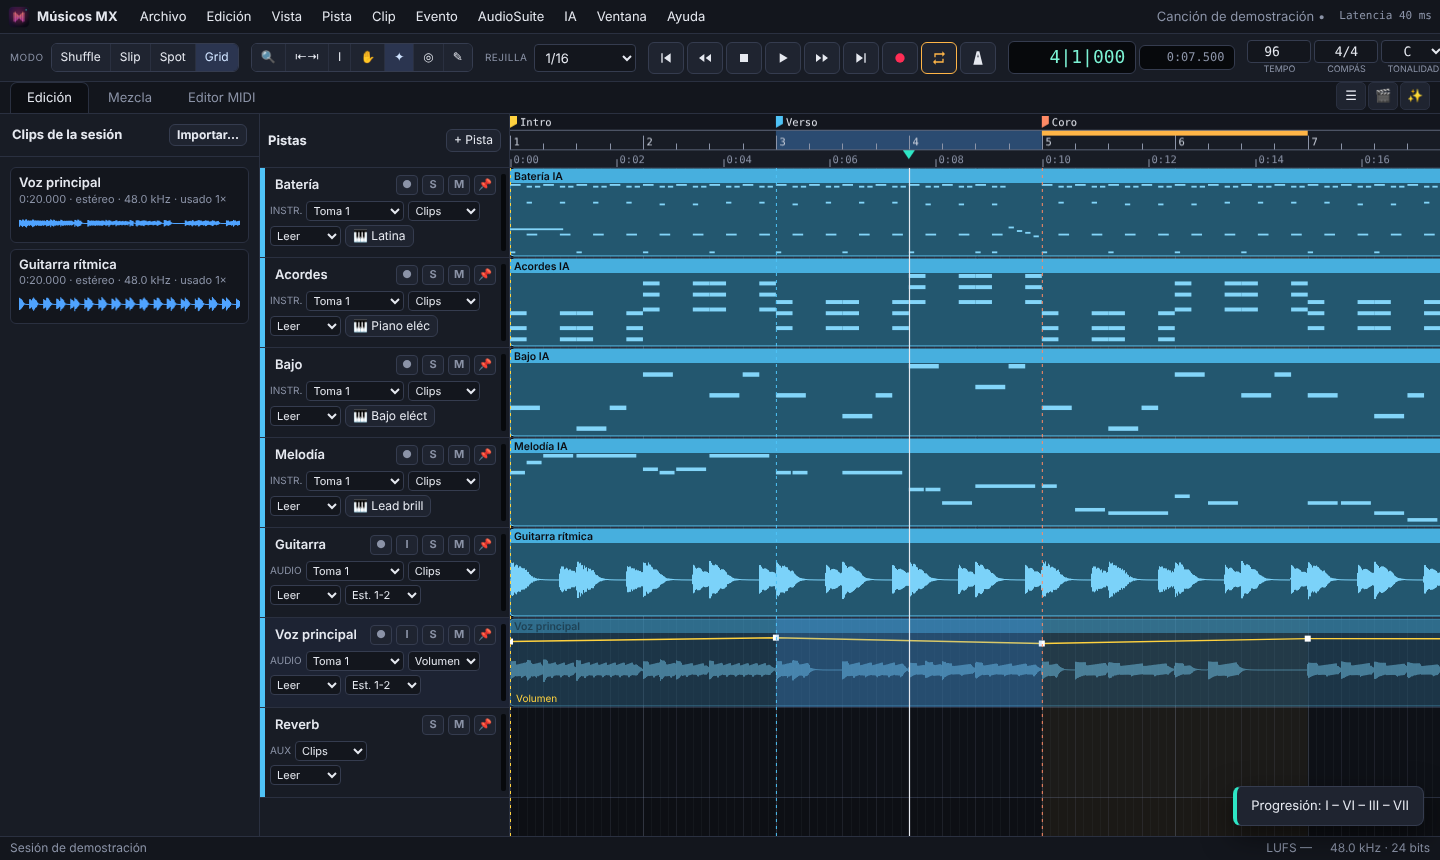 Músicos MX Archivo Edición Vista Pista Clip Evento AudioSuite IA Ventana Ayuda Canción de demostración • Latencia 40 ms
MODO Shuffle Slip Spot Grid I REJILLA 1/16 4|1|000 0:07.500 96 4/4 C
TEMPO COMPÁS TONALIDAD
Edición Mezcla Editor MIDI
Clips de la sesión Importar...
Pistas + Pista
Intro Verso Coro
1 2 3 4 5 6 7
0:00 0:02 0:04 0:06 0:08 0:10 0:12 0:14 0:16
Voz principal
0:20.000 · estéreo · 48.0 kHz · usado 1×
Guitarra rítmica
0:20.000 · estéreo · 48.0 kHz · usado 1×
Batería S M
INSTR. Toma 1 Clips
Leer Latina
Batería IA
Acordes S M
INSTR. Toma 1 Clips
Leer Piano eléc
Acordes IA
Bajo S M
INSTR. Toma 1 Clips
Leer Bajo eléct
Bajo IA
Melodía S M
INSTR. Toma 1 Clips
Leer Lead brill
Melodía IA
Guitarra I S M
AUDIO Toma 1 Clips
Leer Est. 1-2
Guitarra rítmica
Voz principal I S M
AUDIO Toma 1 Volumen
Leer Est. 1-2
Voz principal
Volumen
Reverb S M
AUX Clips
Leer
Progresión: I – VI – III – VII
Sesión de demostración LUFS — 48.0 kHz · 24 bits